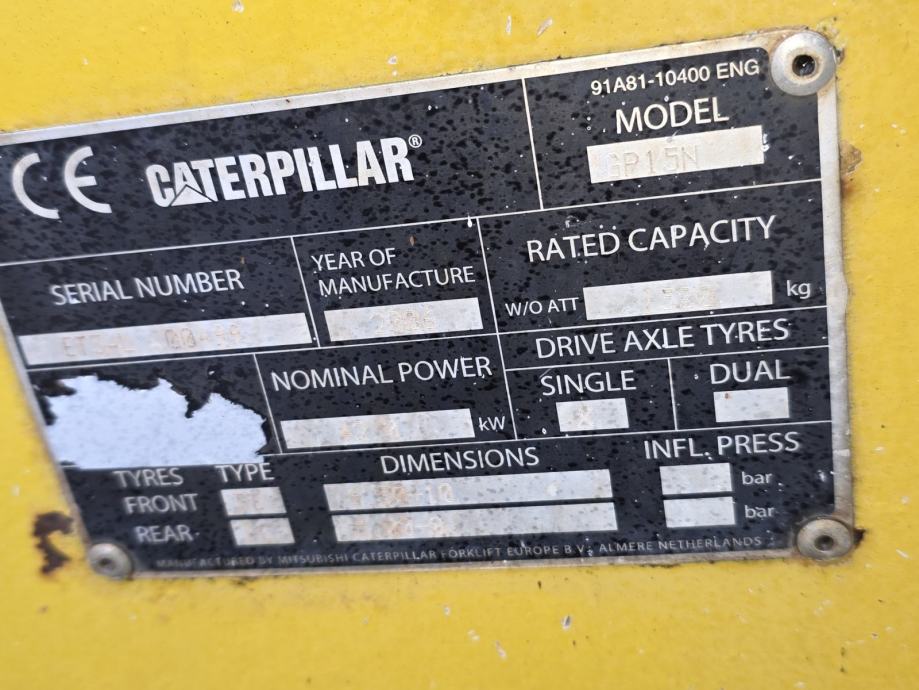 91A81-10400 ENG
CE CATERPILLAR®
MODEL
GP15N
SERIAL NUMBER
YEAR OF
MANUFACTURE
RATED CAPACITY
W/O ATT kg
DRIVE AXLE TYRES
SINGLE DUAL
NOMINAL POWER
kW
TYRES TYPE DIMENSIONS INFL. PRESS
FRONT bar
REAR bar
MANUFACTURED BY MITSUBISHI CATERPILLAR FORKLIFT EUROPE B.V., ALMERE NETHERLANDS